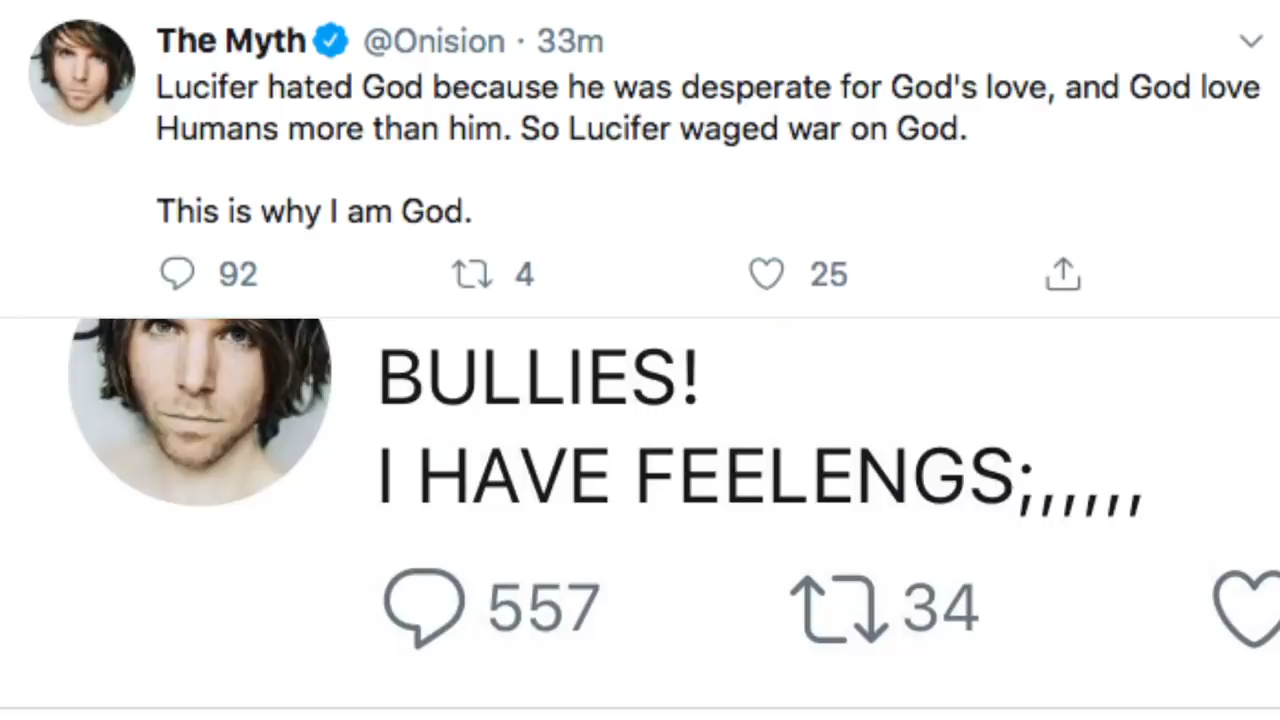 The Myth @Onision · 33m
Lucifer hated God because he was desperate for God's love, and God love
Humans more than him. So Lucifer waged war on God.
This is why I am God.
92 4 25
BULLIES!
I HAVE FEELENGS;,,,,,,
557 34